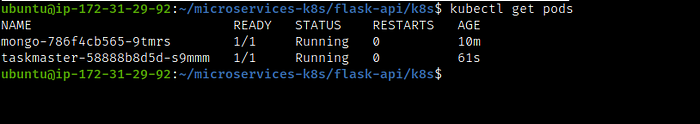 ubuntu@ip-172-31-29-92:~/microservices-k8s/flask-api/k8s$ kubectl get pods
NAME READY STATUS RESTARTS AGE
mongo-786f4cb565-9tmrs 1/1 Running 0 10m
taskmaster-58888b8d5d-s9mmm 1/1 Running 0 61s
ubuntu@ip-172-31-29-92:~/microservices-k8s/flask-api/k8s$